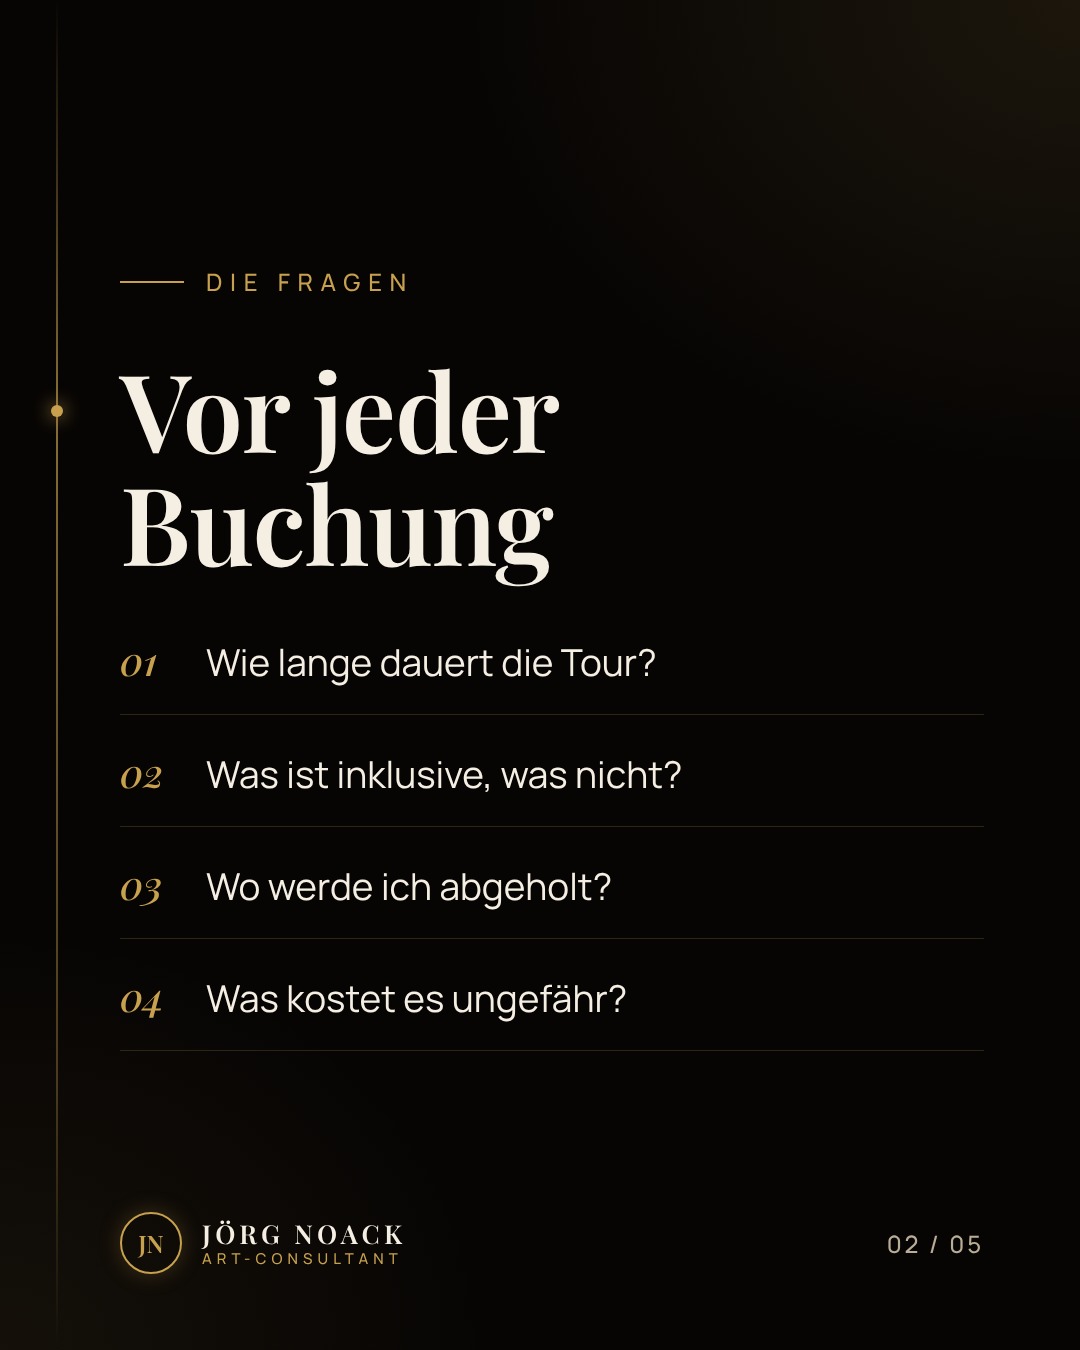 DIE FRAGEN
Vor jeder
Buchung
01 Wie lange dauert die Tour?
02 Was ist inklusive, was nicht?
03 Wo werde ich abgeholt?
04 Was kostet es ungefähr?
JN
JÖRG NOACK
ART-CONSULTANT
02 / 05